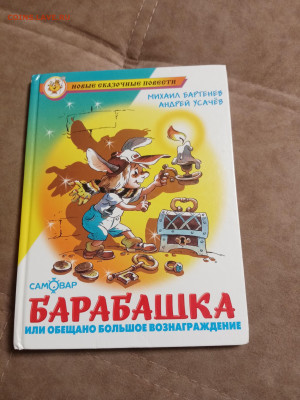 НОВЫЕ СКАЗОЧНЫЕ ПОВЕСТИ
МИХАИЛ БАРТЕНЕВ
АНДРЕЙ УСАЧЁВ
САМОВАР
БАРАБАШКА
ИЛИ ОБЕЩАНО БОЛЬШОЕ ВОЗНАГРАЖДЕНИЕ